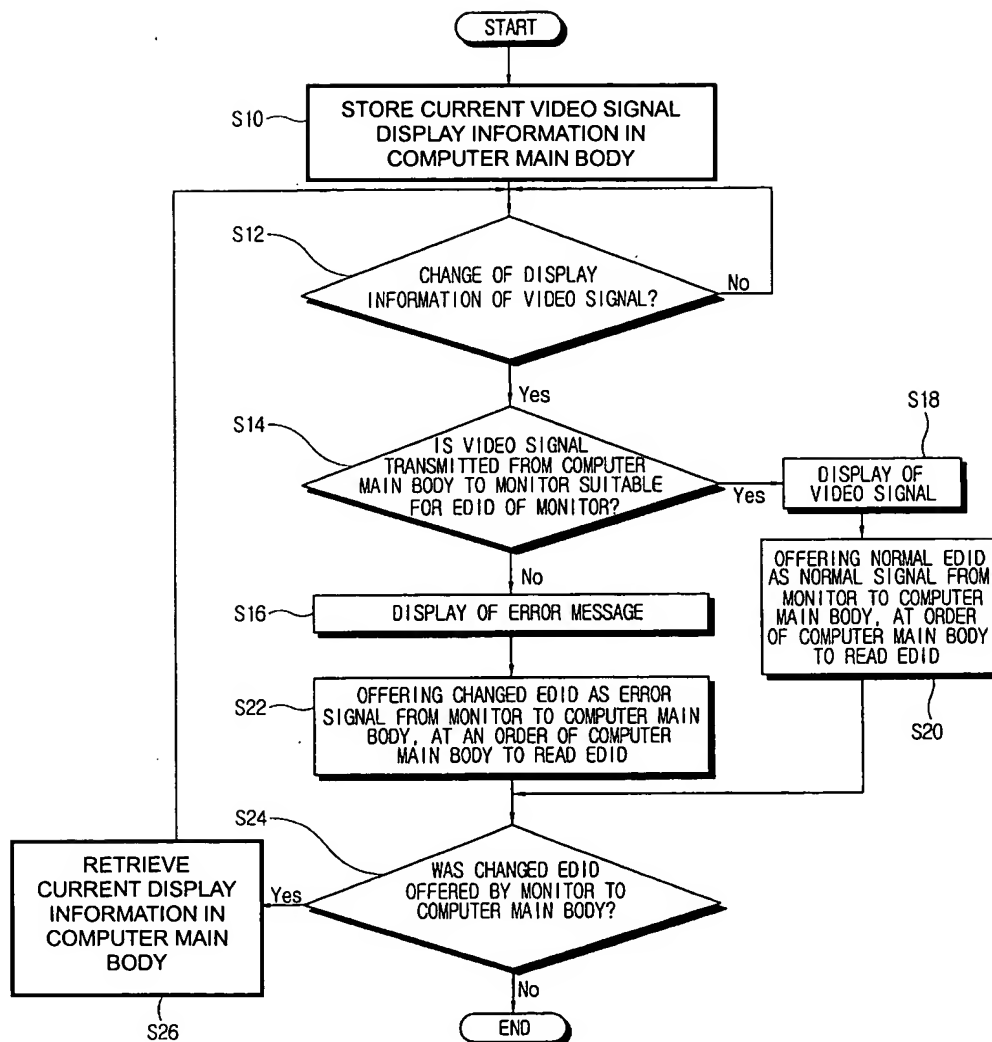 START
S10
STORE CURRENT VIDEO SIGNAL
DISPLAY INFORMATION IN
COMPUTER MAIN BODY
S12
CHANGE OF DISPLAY
INFORMATION OF VIDEO SIGNAL?
No
Yes
S14
IS VIDEO SIGNAL
TRANSMITTED FROM COMPUTER
MAIN BODY TO MONITOR SUITABLE
FOR EDID OF MONITOR?
Yes
S18
DISPLAY OF
VIDEO SIGNAL
OFFERING NORMAL EDID
AS NORMAL SIGNAL FROM
MONITOR TO COMPUTER
MAIN BODY, AT ORDER
OF COMPUTER MAIN BODY
TO READ EDID
S20
No
S16
DISPLAY OF ERROR MESSAGE
S22
OFFERING CHANGED EDID AS ERROR
SIGNAL FROM MONITOR TO COMPUTER MAIN
BODY, AT AN ORDER OF COMPUTER
MAIN BODY TO READ EDID
S24
WAS CHANGED EDID
OFFERED BY MONITOR TO
COMPUTER MAIN BODY?
Yes
RETRIEVE
CURRENT DISPLAY
INFORMATION IN
COMPUTER MAIN
BODY
S26
No
END